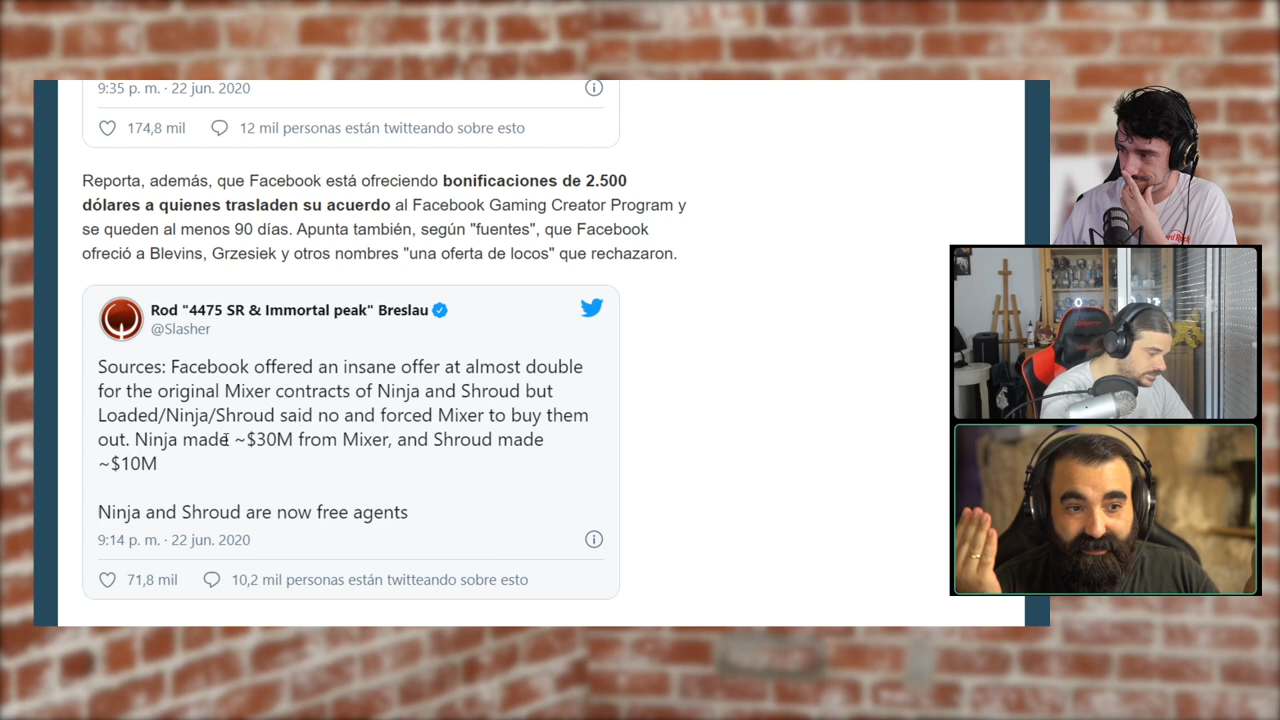 9:35 p. m. · 22 jun. 2020
174,8 mil 12 mil personas están twitteando sobre esto
Reporta, además, que Facebook está ofreciendo bonificaciones de 2.500
dólares a quienes trasladen su acuerdo al Facebook Gaming Creator Program y
se queden al menos 90 días. Apunta también, según "fuentes", que Facebook
ofreció a Blevins, Grzesiek y otros nombres "una oferta de locos" que rechazaron.
Rod "4475 SR & Immortal peak" Breslau
@Slasher
Sources: Facebook offered an insane offer at almost double
for the original Mixer contracts of Ninja and Shroud but
Loaded/Ninja/Shroud said no and forced Mixer to buy them
out. Ninja made ~$30M from Mixer, and Shroud made
~$10M
Ninja and Shroud are now free agents
9:14 p. m. · 22 jun. 2020
71,8 mil 10,2 mil personas están twitteando sobre esto